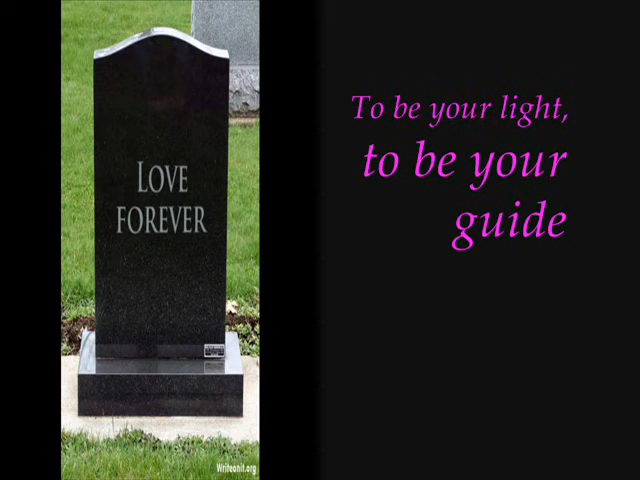 LOVE
FOREVER
Writeonit.org
To be your light,
to be your
guide